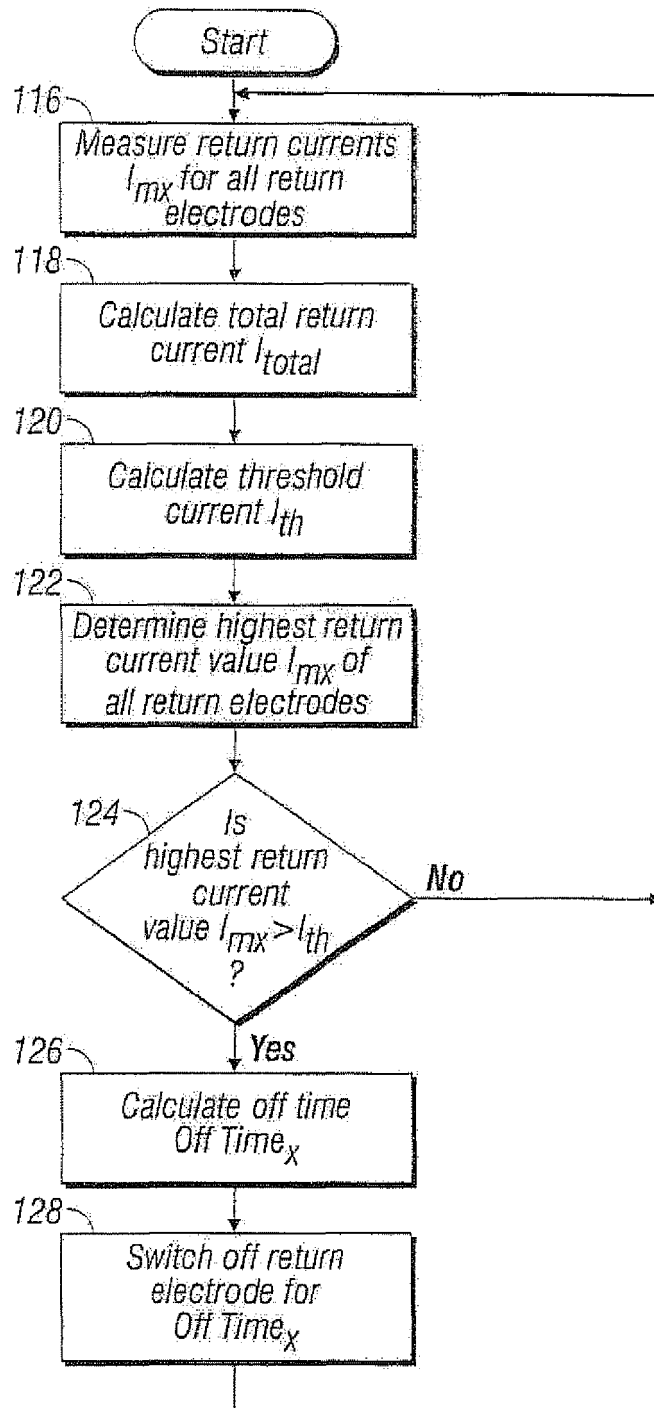 Start
116
Measure return currents
I_mx for all return
electrodes
118
Calculate total return
current I_total
120
Calculate threshold
current I_th
122
Determine highest return
current value I_mx of
all return electrodes
124
Is
highest return
current
value I_mx > I_th
?
No
Yes
126
Calculate off time
Off Time_x
128
Switch off return
electrode for
Off Time_x